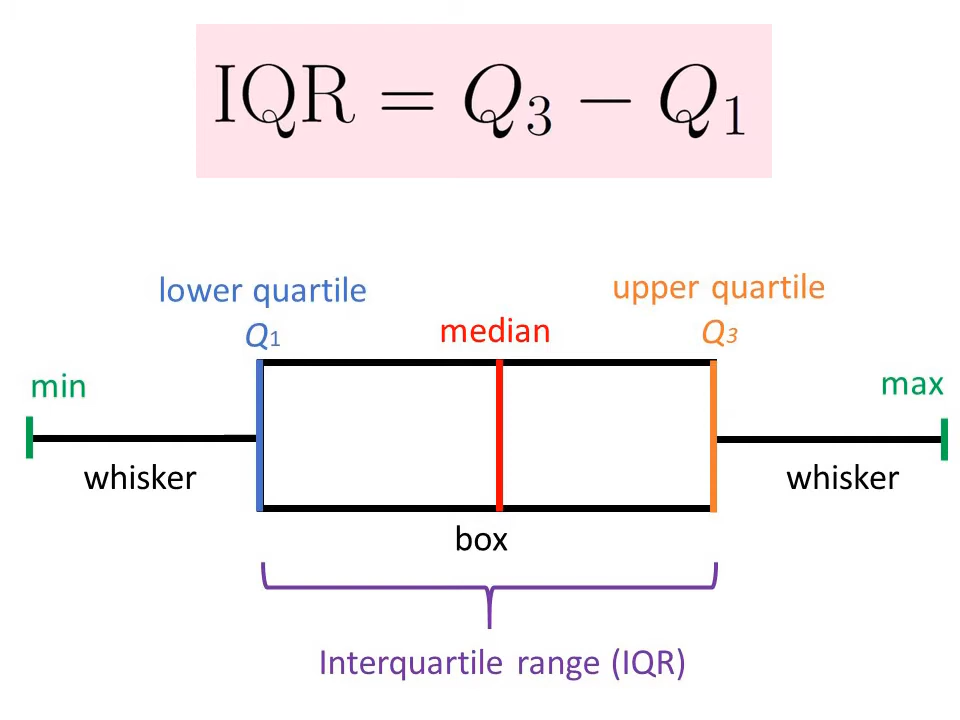 IQR = Q₃ − Q₁
lower quartile
Q1
median
upper quartile
Q3
min
max
whisker
whisker
box
Interquartile range (IQR)